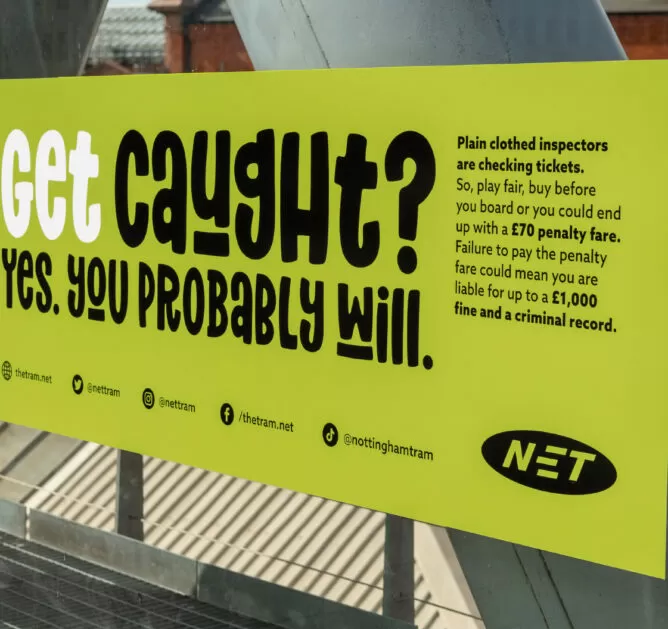 Get Caught?
Yes. You Probably Will.
Plain clothed inspectors
are checking tickets.
So, play fair, buy before
you board or you could end
up with a £70 penalty fare.
Failure to pay the penalty
fare could mean you are
liable for up to a £1,000
fine and a criminal record.
thetram.net
@nettram
@nettram
/thetram.net
@nottinghamtram
NET